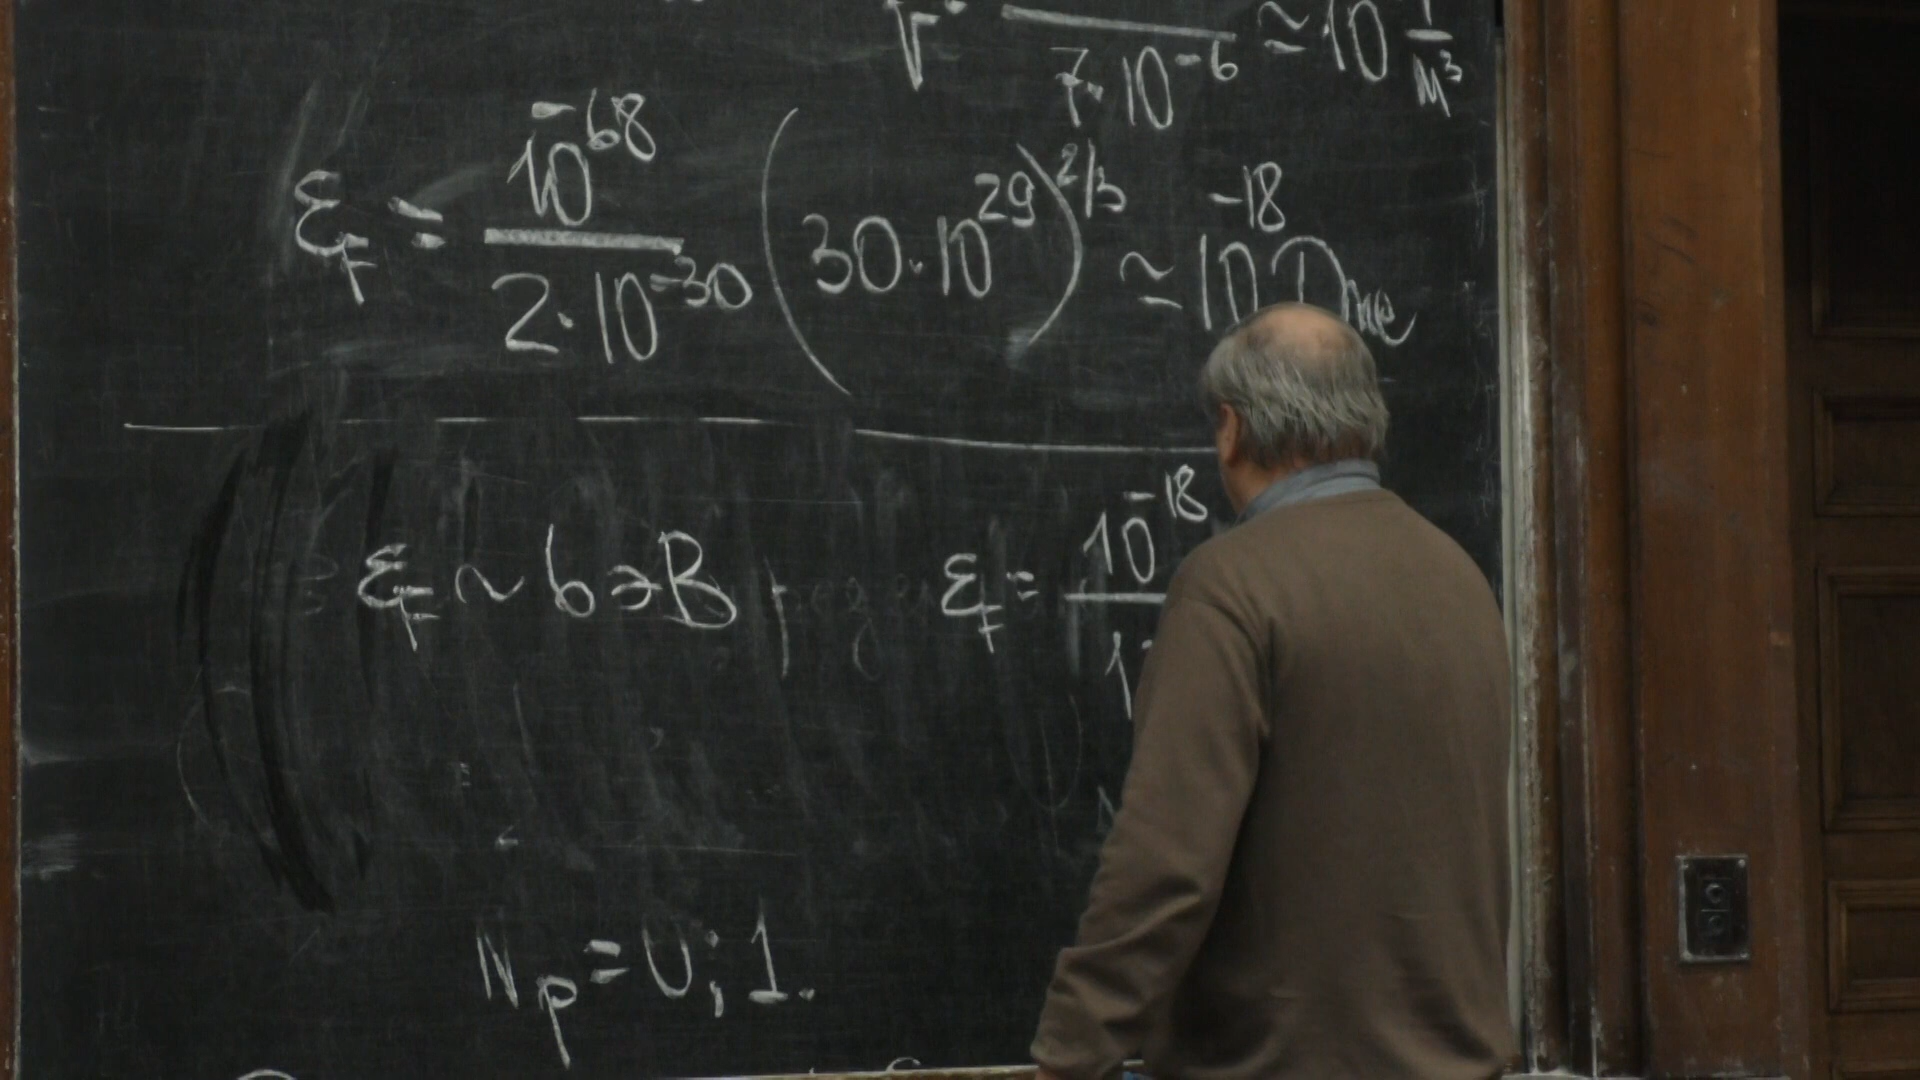 7·10⁻⁶ ≃ 10 1/м³
ε_F = 10⁻⁶⁸ / 2·10⁻³⁰ (30·10²⁹)^2/3 ≃ 10⁻¹⁸ Дже
ε_F ~ 6 эВ, ε_F = 10⁻¹⁸
n_p = 0; 1.